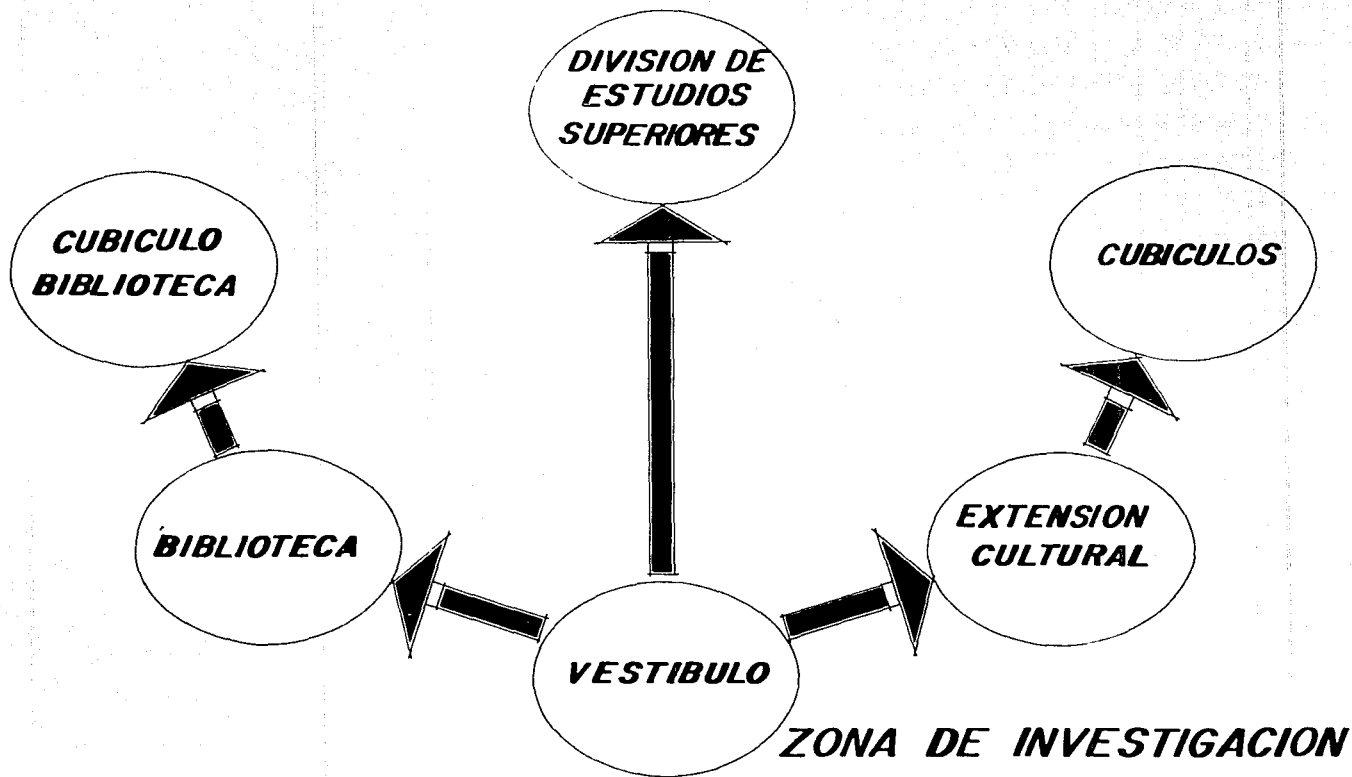 DIVISION DE
ESTUDIOS
SUPERIORES
CUBICULO
BIBLIOTECA
CUBICULOS
BIBLIOTECA
EXTENSION
CULTURAL
VESTIBULO
ZONA DE INVESTIGACION